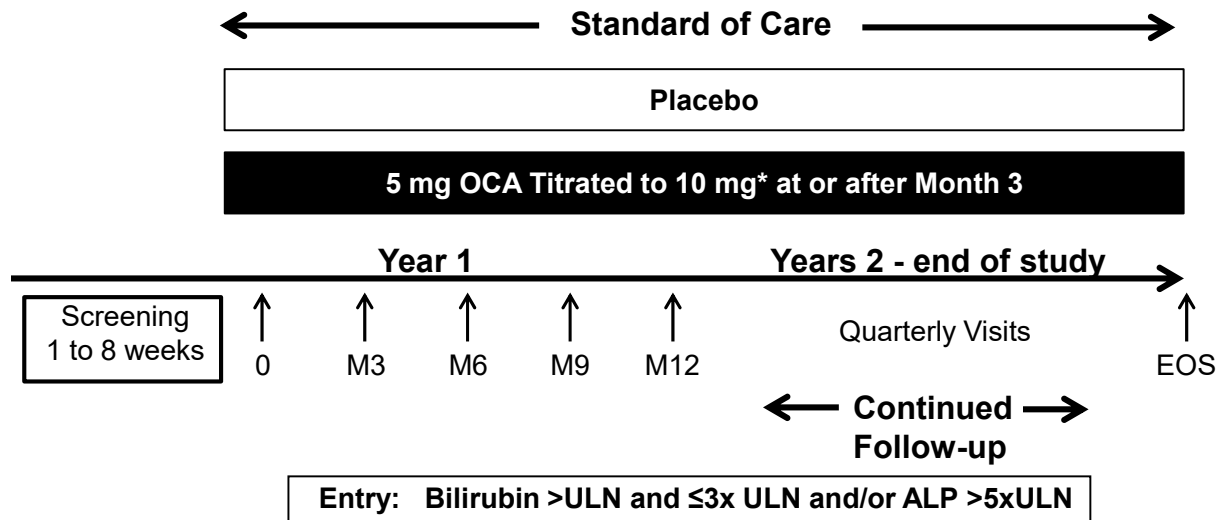 Standard of Care
Placebo
5 mg OCA Titrated to 10 mg* at or after Month 3
Year 1
Years 2 - end of study
Screening
1 to 8 weeks
0
M3
M6
M9
M12
Quarterly Visits
EOS
Continued
Follow-up
Entry: Bilirubin >ULN and ≤3x ULN and/or ALP >5xULN